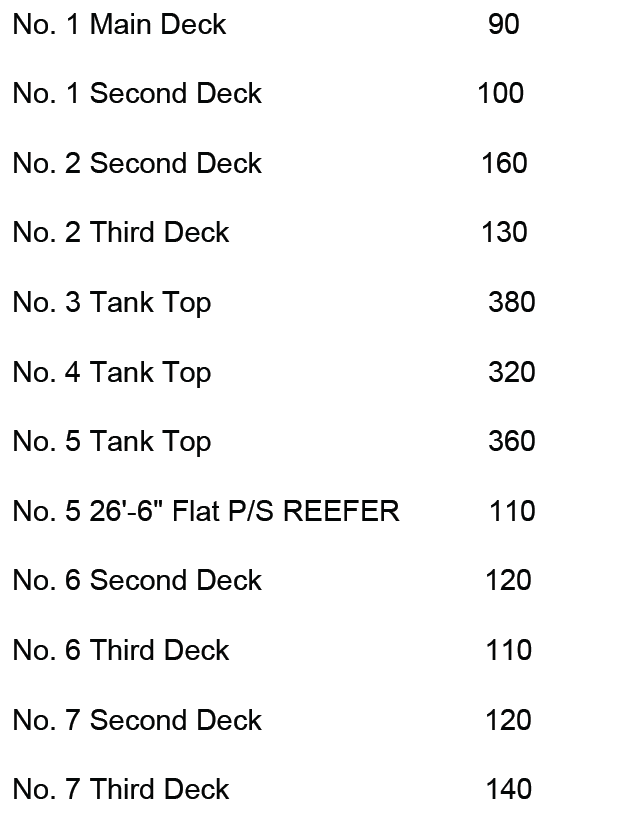 No. 1 Main Deck 90
No. 1 Second Deck 100
No. 2 Second Deck 160
No. 2 Third Deck 130
No. 3 Tank Top 380
No. 4 Tank Top 320
No. 5 Tank Top 360
No. 5 26'-6" Flat P/S REEFER 110
No. 6 Second Deck 120
No. 6 Third Deck 110
No. 7 Second Deck 120
No. 7 Third Deck 140